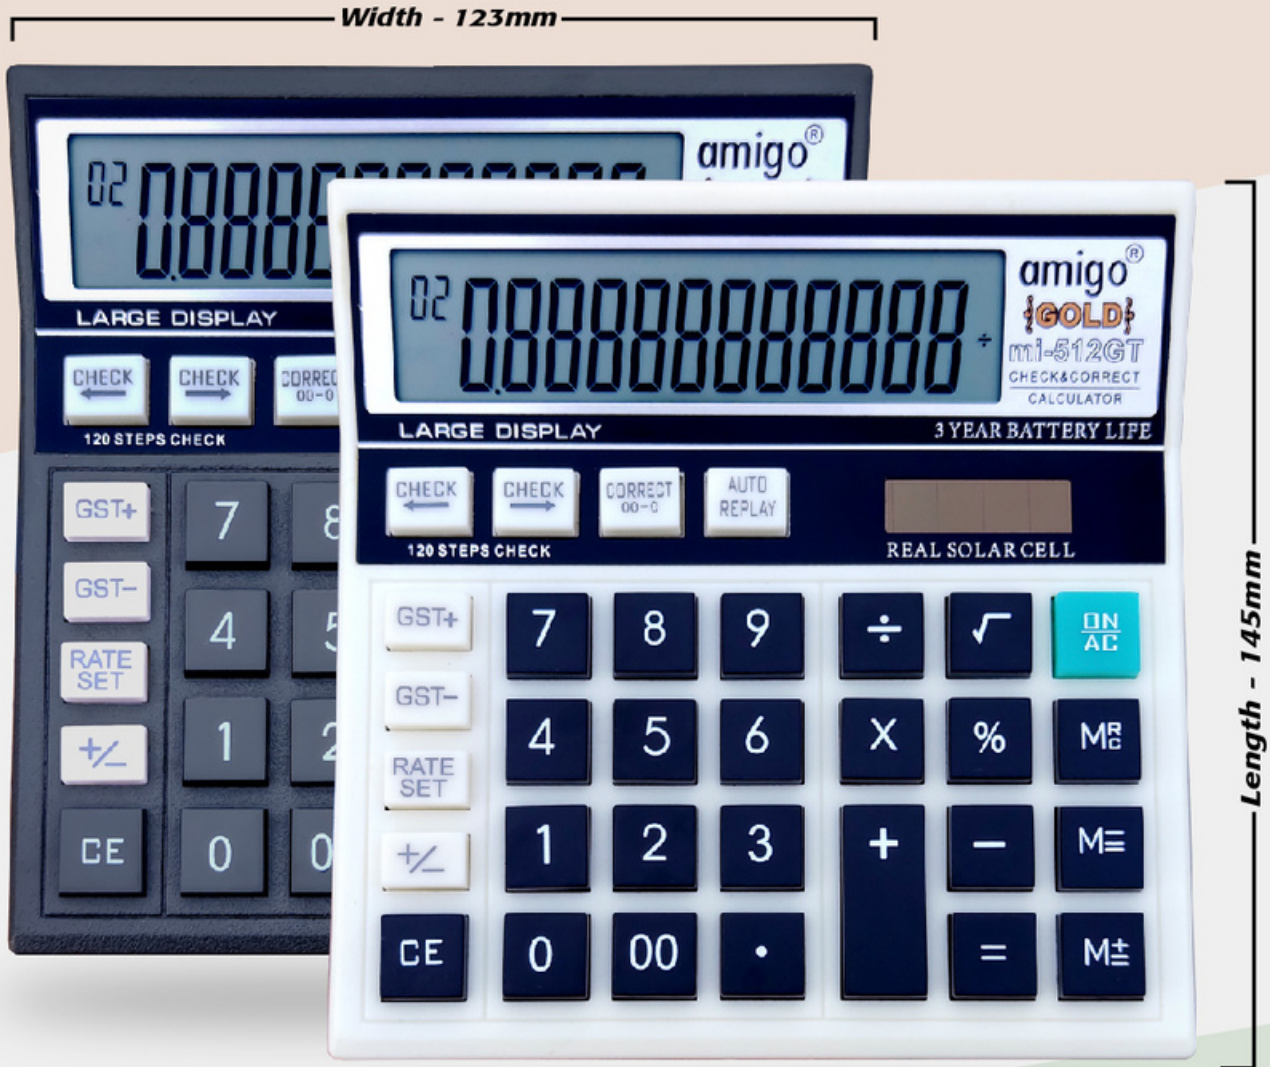 Width - 123mm
amigo®
02
LARGE DISPLAY
CHECK
CHECK
120 STEPS CHECK
GST+
7
GST-
4
RATE
SET
1
+/-
CE
0
amigo®
GOLD
mi-512GT
CHECK&CORRECT
CALCULATOR
02 0.88888888888 ÷
LARGE DISPLAY 3 YEAR BATTERY LIFE
CHECK CHECK CORRECT
00-0
AUTO
REPLAY
120 STEPS CHECK REAL SOLAR CELL
GST+ 7 8 9 ÷ √ ON
AC
GST- 4 5 6 X % MRC
RATE
SET
1 2 3 + - M=
+/-
CE 0 00 . = M±
Length - 145mm